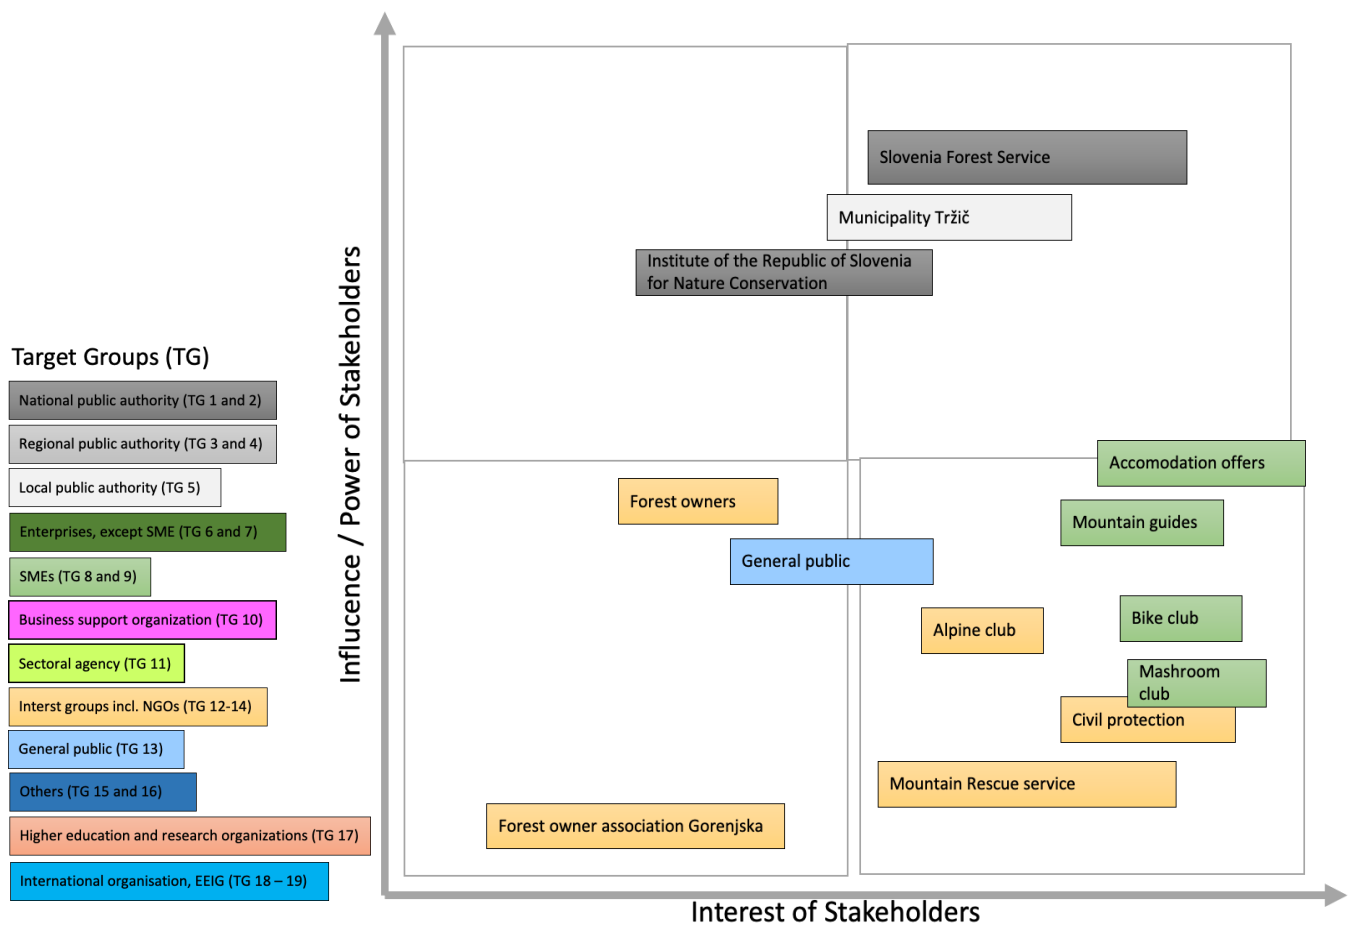 Target Groups (TG)
National public authority (TG 1 and 2)
Regional public authority (TG 3 and 4)
Local public authority (TG 5)
Enterprises, except SME (TG 6 and 7)
SMEs (TG 8 and 9)
Business support organization (TG 10)
Sectoral agency (TG 11)
Interst groups incl. NGOs (TG 12-14)
General public (TG 13)
Others (TG 15 and 16)
Higher education and research organizations (TG 17)
International organisation, EEIG (TG 18 – 19)
Influcence / Power of Stakeholders
Slovenia Forest Service
Municipality Tržič
Institute of the Republic of Slovenia
for Nature Conservation
Accomodation offers
Forest owners
Mountain guides
General public
Bike club
Alpine club
Mashroom
club
Civil protection
Mountain Rescue service
Forest owner association Gorenjska
Interest of Stakeholders